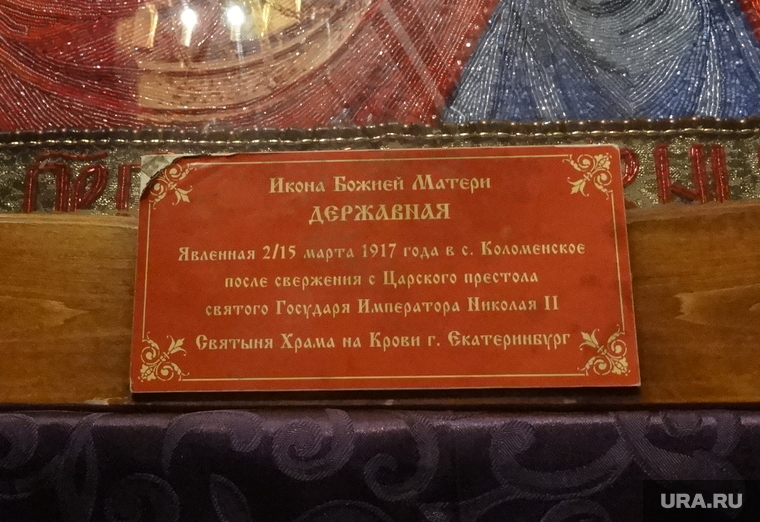 Икона Божией Матери
ДЕРЖАВНАЯ
Явленная 2/15 марта 1917 года в с. Коломенское
после свержения с Царского престола
святого Государя Императора Николая II
Святыня Храма на Крови г. Екатеринбург
URA.RU